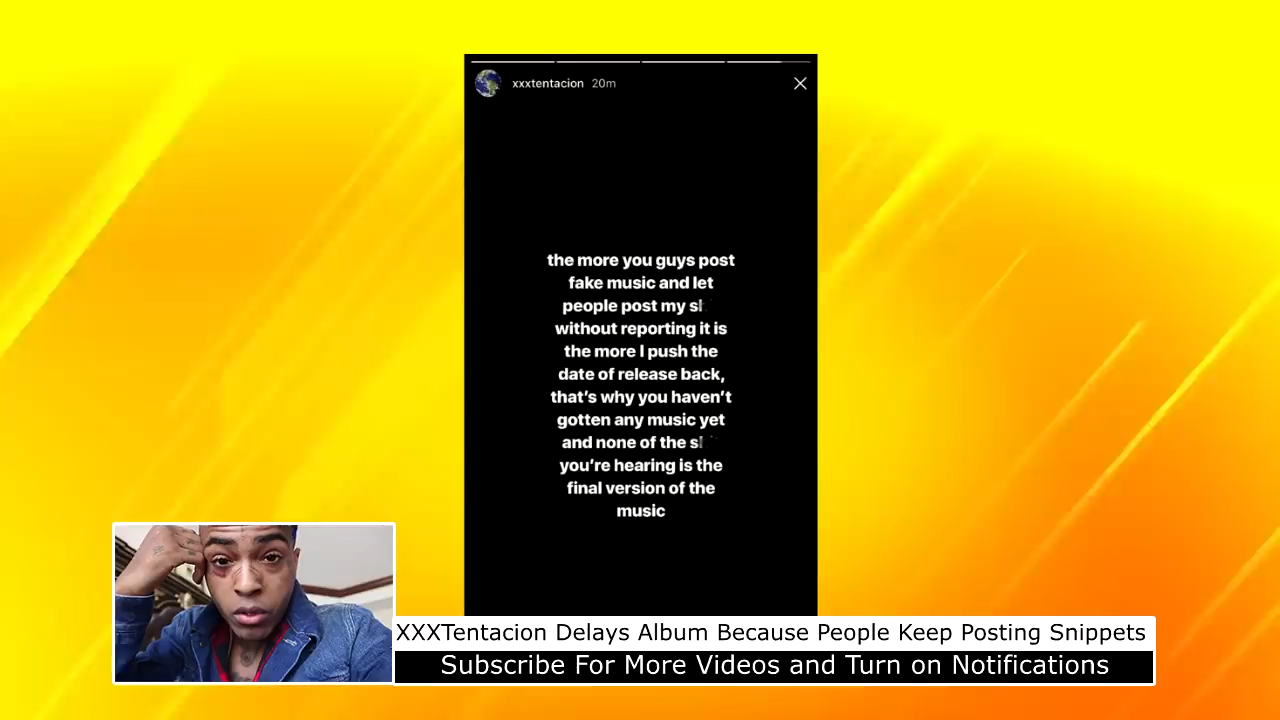 xxxtentacion 20m
the more you guys post
fake music and let
people post my
without reporting it is
the more I push the
date of release back,
that's why you haven't
gotten any music yet
and none of the
you're hearing is the
final version of the
music
XXXTentacion Delays Album Because People Keep Posting Snippets
Subscribe For More Videos and Turn on Notifications